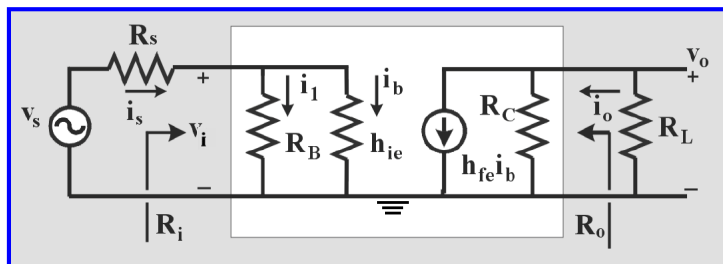 Rs
vo
+
+
i1
ib
is
io
vs
vi
RB
hie
RC
RL
hfeib
−
−
Ri
Ro